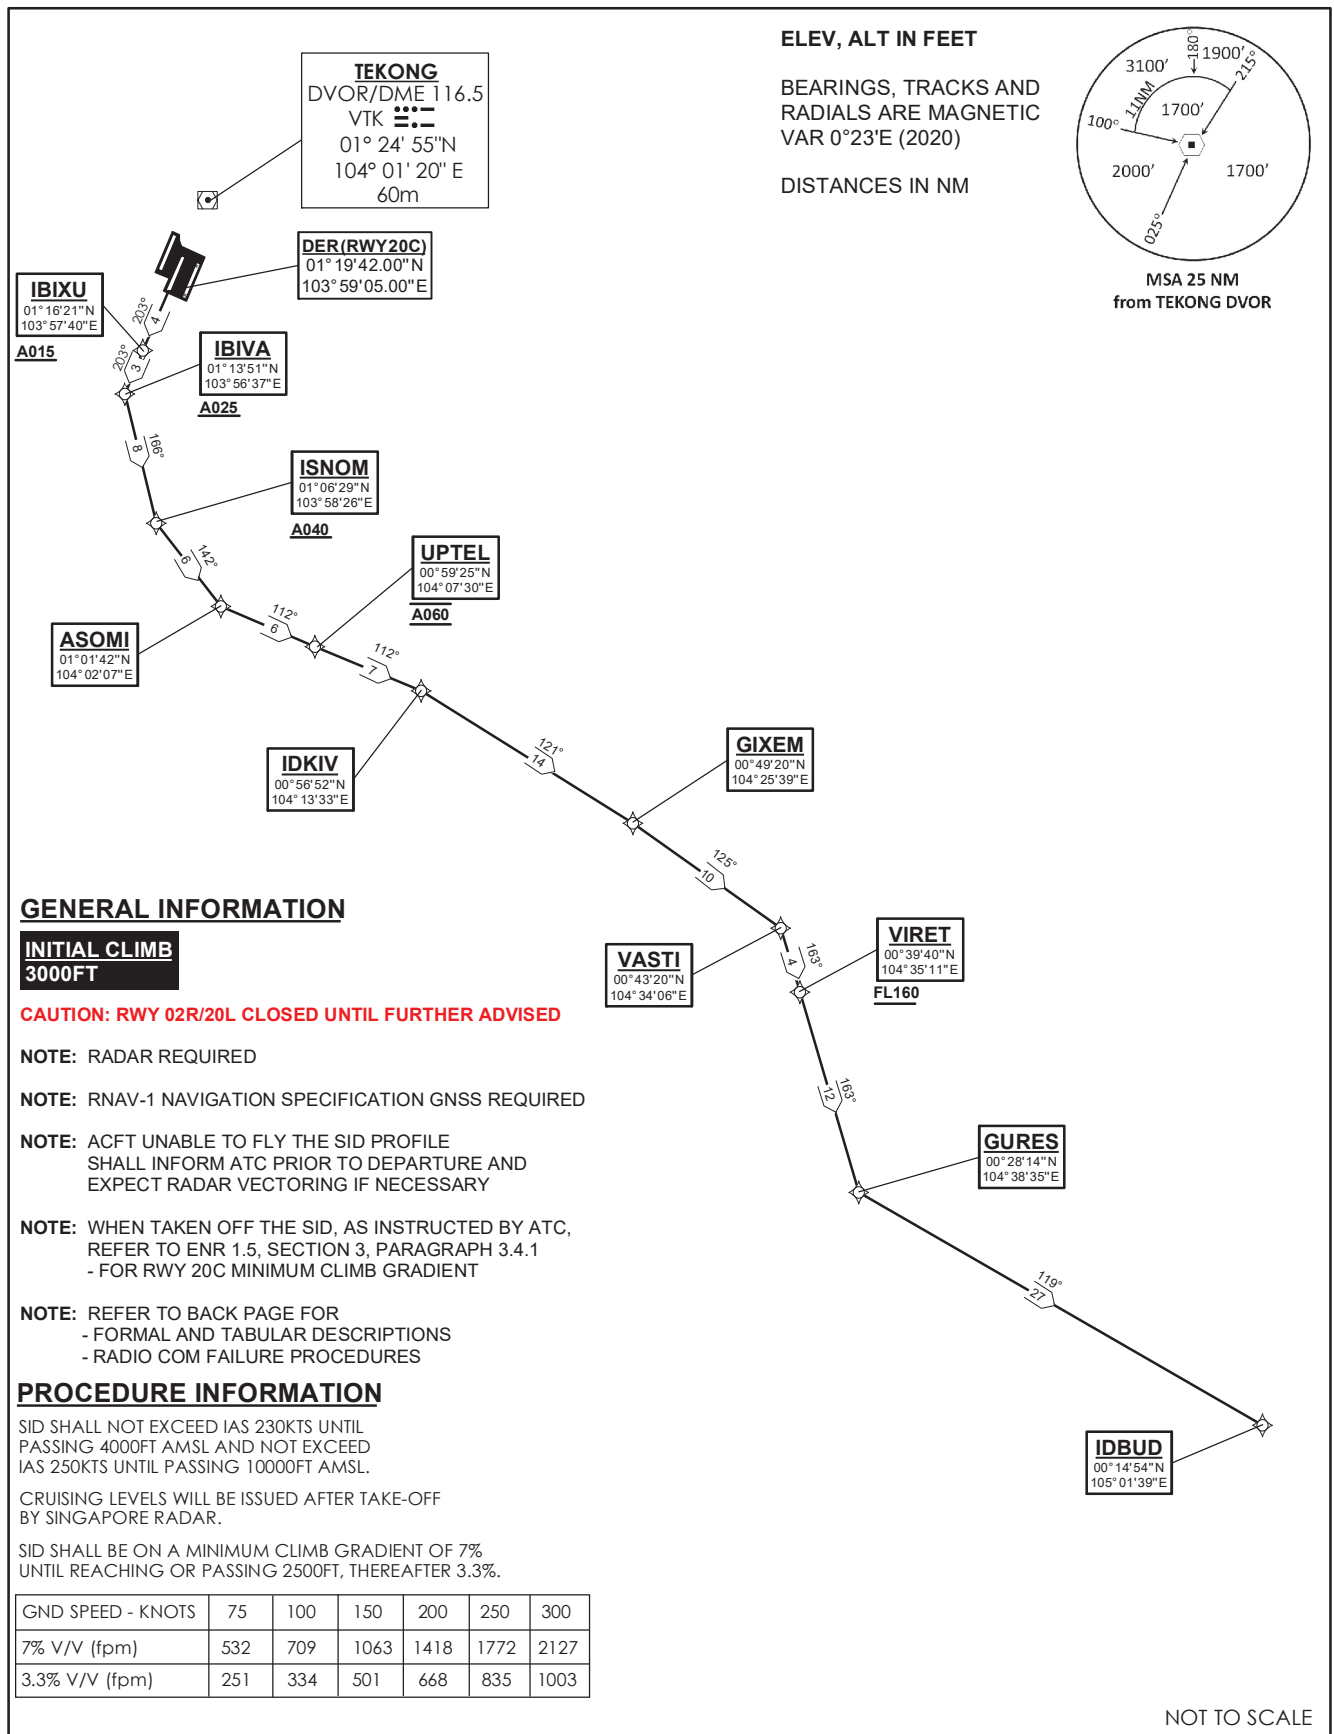 ELEV, ALT IN FEET
BEARINGS, TRACKS AND
RADIALS ARE MAGNETIC
VAR 0°23'E (2020)
DISTANCES IN NM
3100'
180°
1900'
215°
11NM
1700'
100°
2000'
1700'
025°
MSA 25 NM
from TEKONG DVOR
TEKONG
DVOR/DME 116.5
VTK
01° 24' 55"N
104° 01' 20" E
60m
DER(RWY20C)
01° 19'42.00"N
103°59'05.00"E
IBIXU
01°16'21"N
103°57'40"E
A015
203°
4
IBIVA
01°13'51"N
103°56'37"E
A025
203°
3
166°
8
ISNOM
01°06'29"N
103°58'26"E
A040
142°
6
UPTEL
00°59'25"N
104°07'30"E
A060
ASOMI
01°01'42"N
104°02'07"E
112°
6
112°
7
IDKIV
00°56'52"N
104°13'33"E
121°
14
GIXEM
00°49'20"N
104°25'39"E
125°
10
VASTI
00°43'20"N
104°34'06"E
163°
4
VIRET
00°39'40"N
104°35'11"E
FL160
163°
12
GURES
00°28'14"N
104°38'35"E
119°
27
IDBUD
00°14'54"N
105°01'39"E
GENERAL INFORMATION
INITIAL CLIMB
3000FT
CAUTION: RWY 02R/20L CLOSED UNTIL FURTHER ADVISED
NOTE: RADAR REQUIRED
NOTE: RNAV-1 NAVIGATION SPECIFICATION GNSS REQUIRED
NOTE: ACFT UNABLE TO FLY THE SID PROFILE
SHALL INFORM ATC PRIOR TO DEPARTURE AND
EXPECT RADAR VECTORING IF NECESSARY
NOTE: WHEN TAKEN OFF THE SID, AS INSTRUCTED BY ATC,
REFER TO ENR 1.5, SECTION 3, PARAGRAPH 3.4.1
- FOR RWY 20C MINIMUM CLIMB GRADIENT
NOTE: REFER TO BACK PAGE FOR
- FORMAL AND TABULAR DESCRIPTIONS
- RADIO COM FAILURE PROCEDURES
PROCEDURE INFORMATION
SID SHALL NOT EXCEED IAS 230KTS UNTIL
PASSING 4000FT AMSL AND NOT EXCEED
IAS 250KTS UNTIL PASSING 10000FT AMSL.
CRUISING LEVELS WILL BE ISSUED AFTER TAKE-OFF
BY SINGAPORE RADAR.
SID SHALL BE ON A MINIMUM CLIMB GRADIENT OF 7%
UNTIL REACHING OR PASSING 2500FT, THEREAFTER 3.3%.
GND SPEED - KNOTS 75 100 150 200 250 300
7% V/V (fpm) 532 709 1063 1418 1772 2127
3.3% V/V (fpm) 251 334 501 668 835 1003
NOT TO SCALE